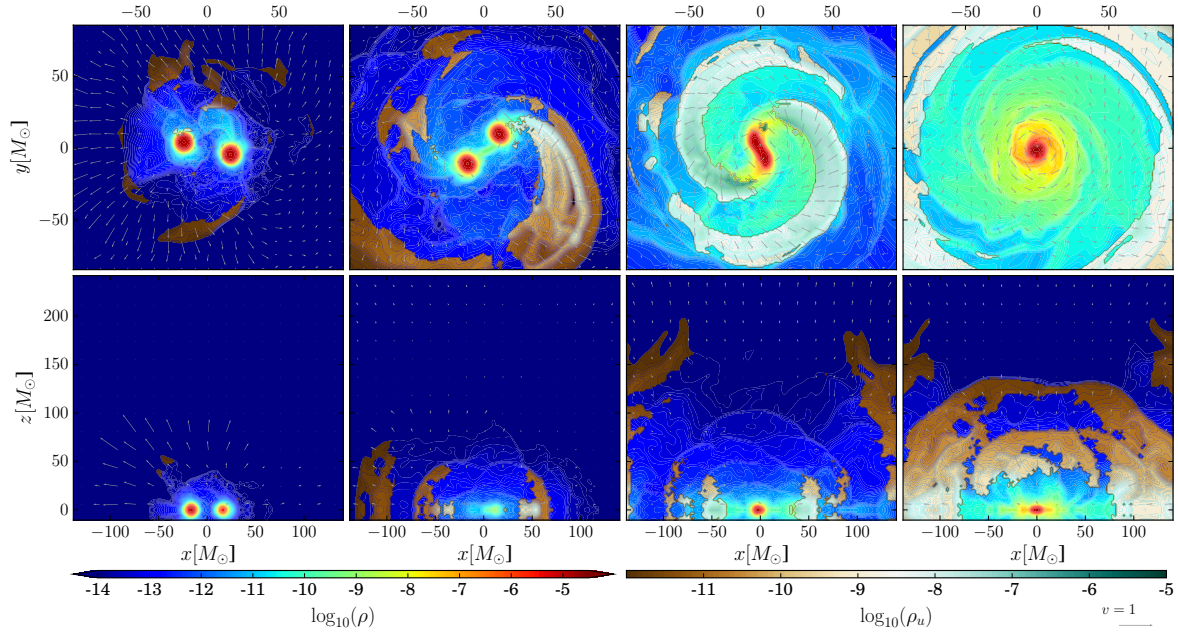 −50 0 50 −50 0 50 −50 0 50 −50 0 50
50
0
−50
y[M⊙]
200
150
100
50
0
z[M⊙]
−100 −50 0 50 100 −100 −50 0 50 100 −100 −50 0 50 100 −100 −50 0 50 100
x[M⊙] x[M⊙] x[M⊙] x[M⊙]
-14 -13 -12 -11 -10 -9 -8 -7 -6 -5 -11 -10 -9 -8 -7 -6 -5
log₁₀(ρ) log₁₀(ρᵤ) v = 1